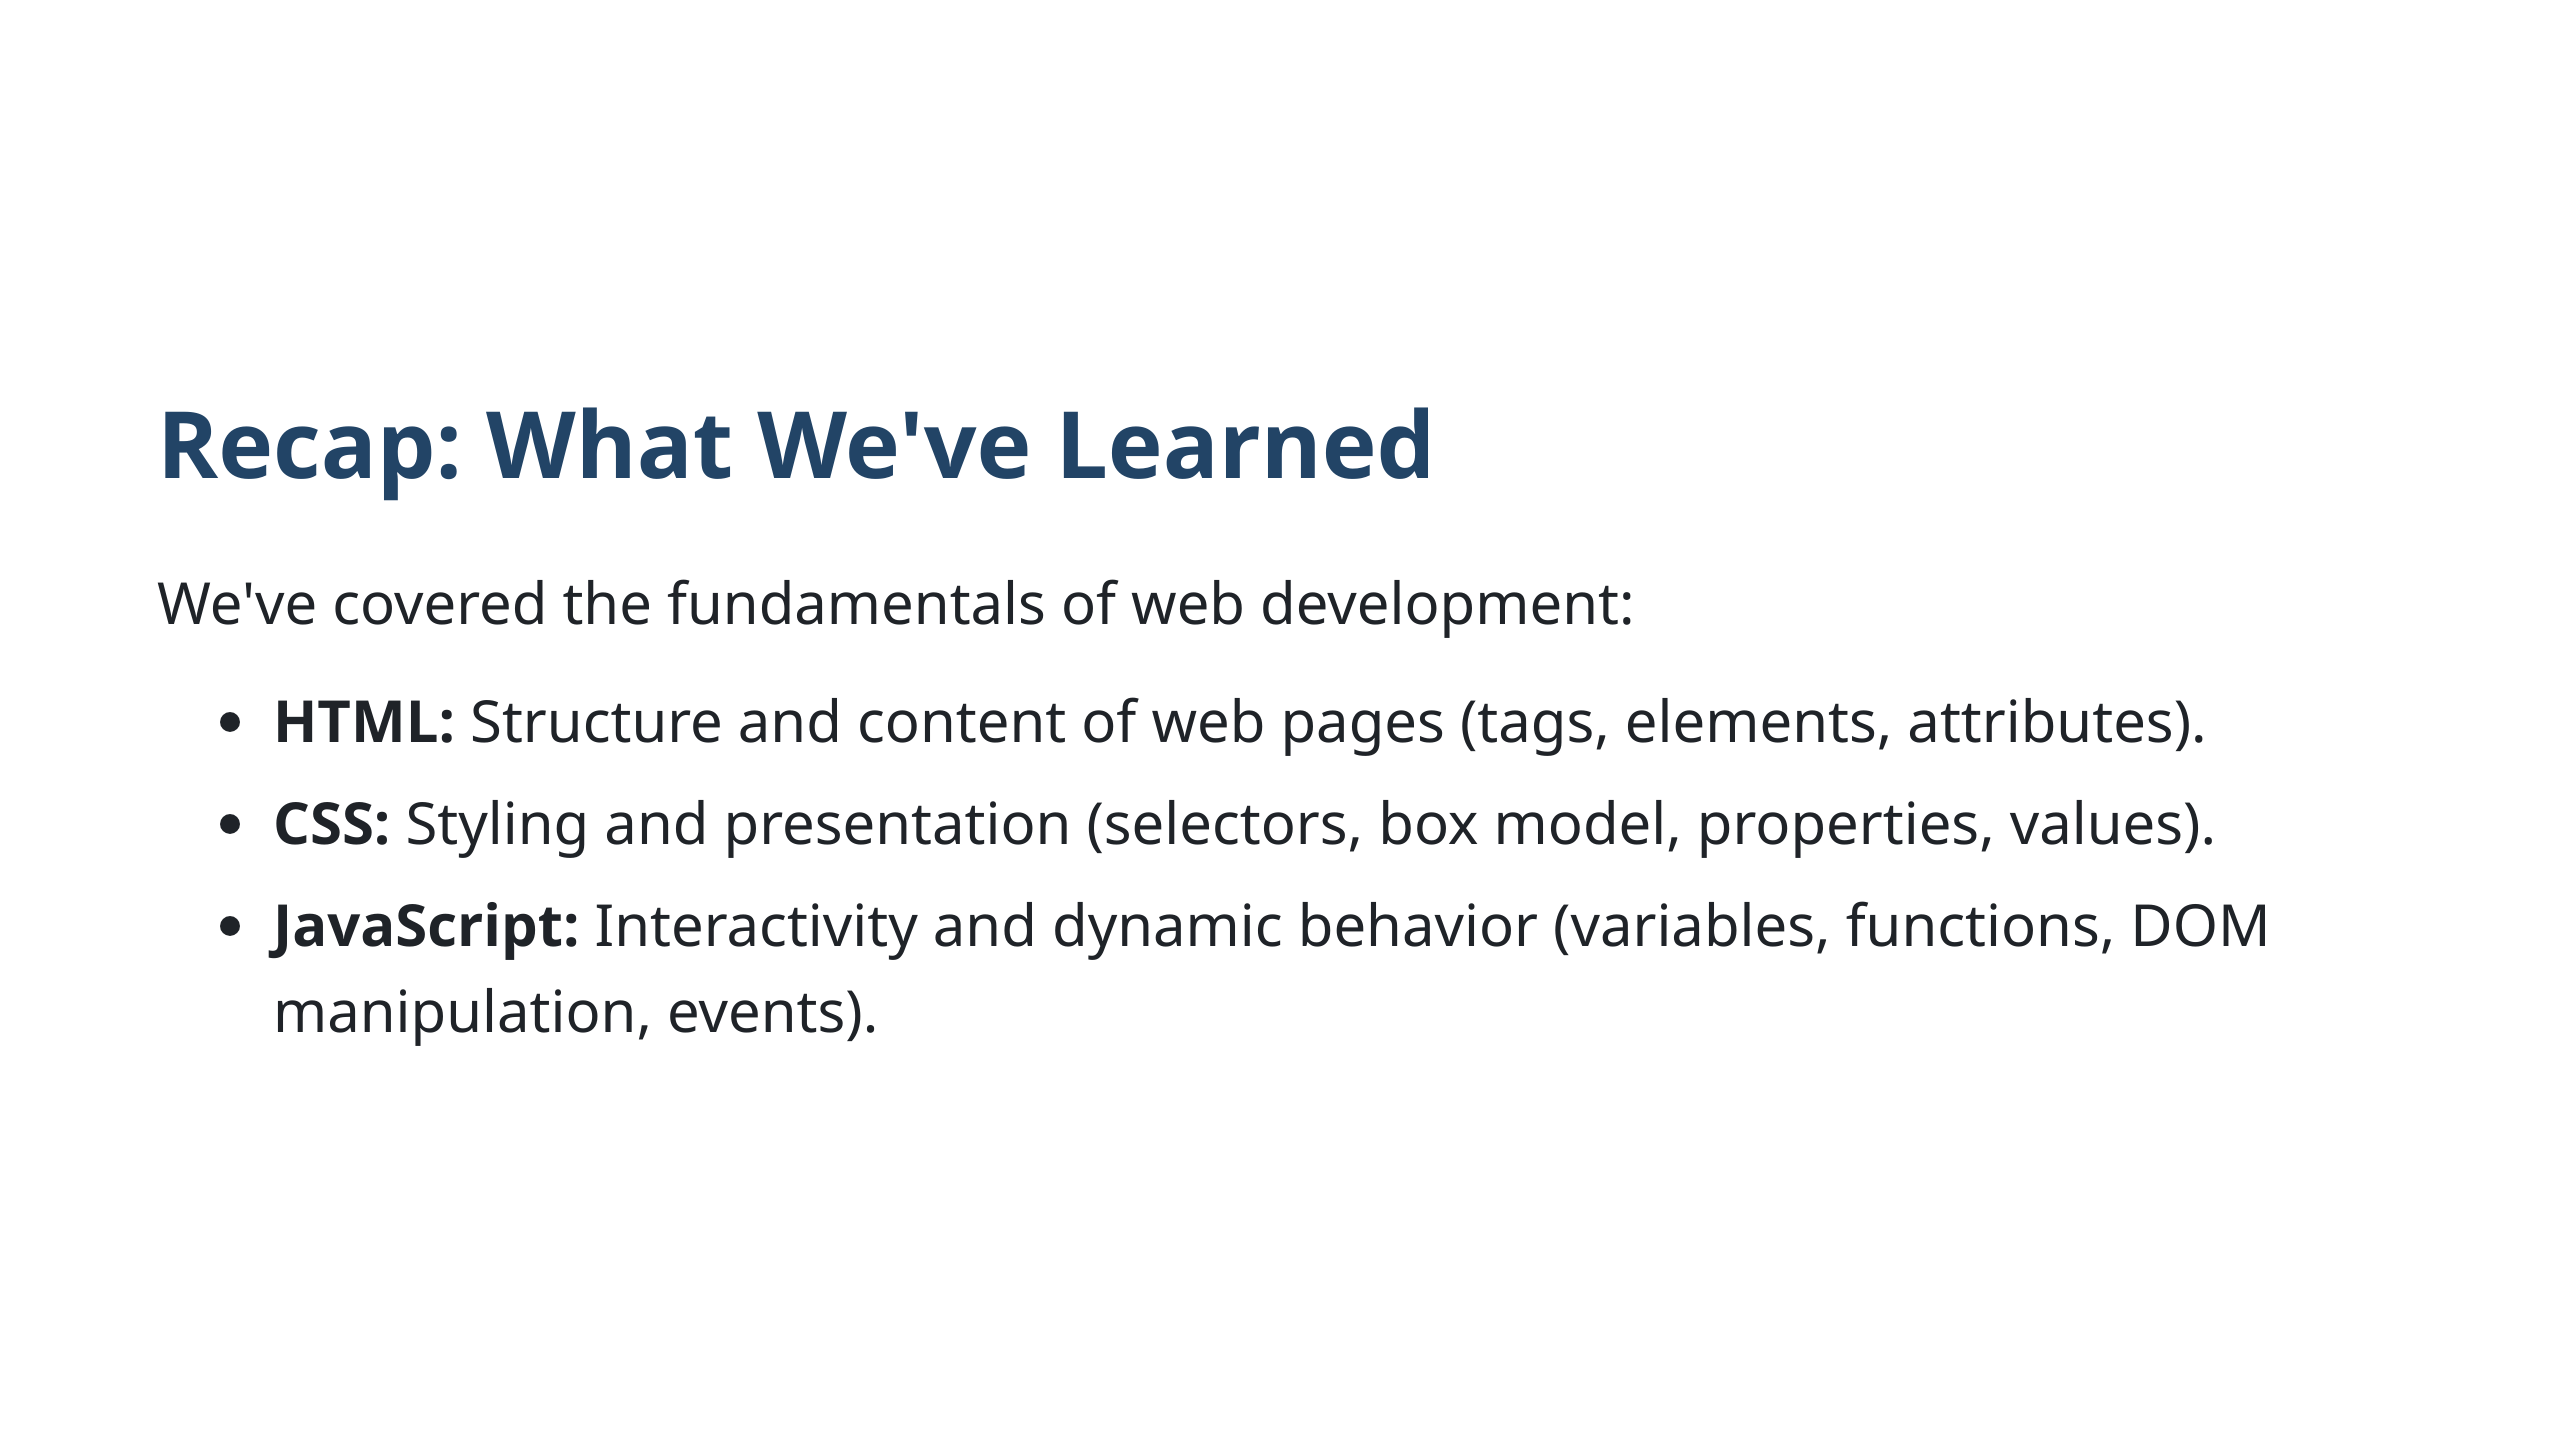 Recap: What We've Learned
We've covered the fundamentals of web development:
• HTML: Structure and content of web pages (tags, elements, attributes).
• CSS: Styling and presentation (selectors, box model, properties, values).
• JavaScript: Interactivity and dynamic behavior (variables, functions, DOM
manipulation, events).